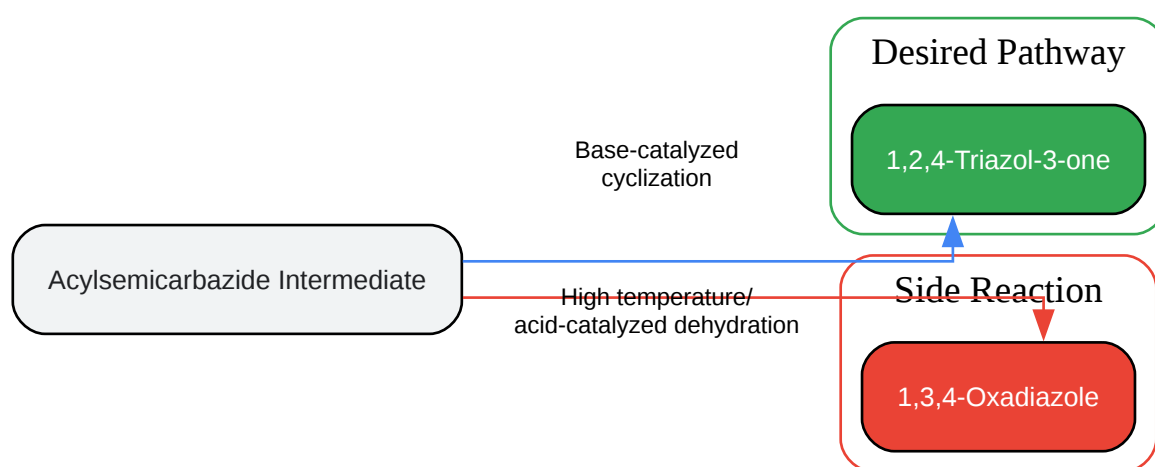 Desired Pathway
1,2,4-Triazol-3-one
Base-catalyzed
cyclization
Acylsemicarbazide Intermediate
High temperature/
acid-catalyzed dehydration
Side Reaction
1,3,4-Oxadiazole